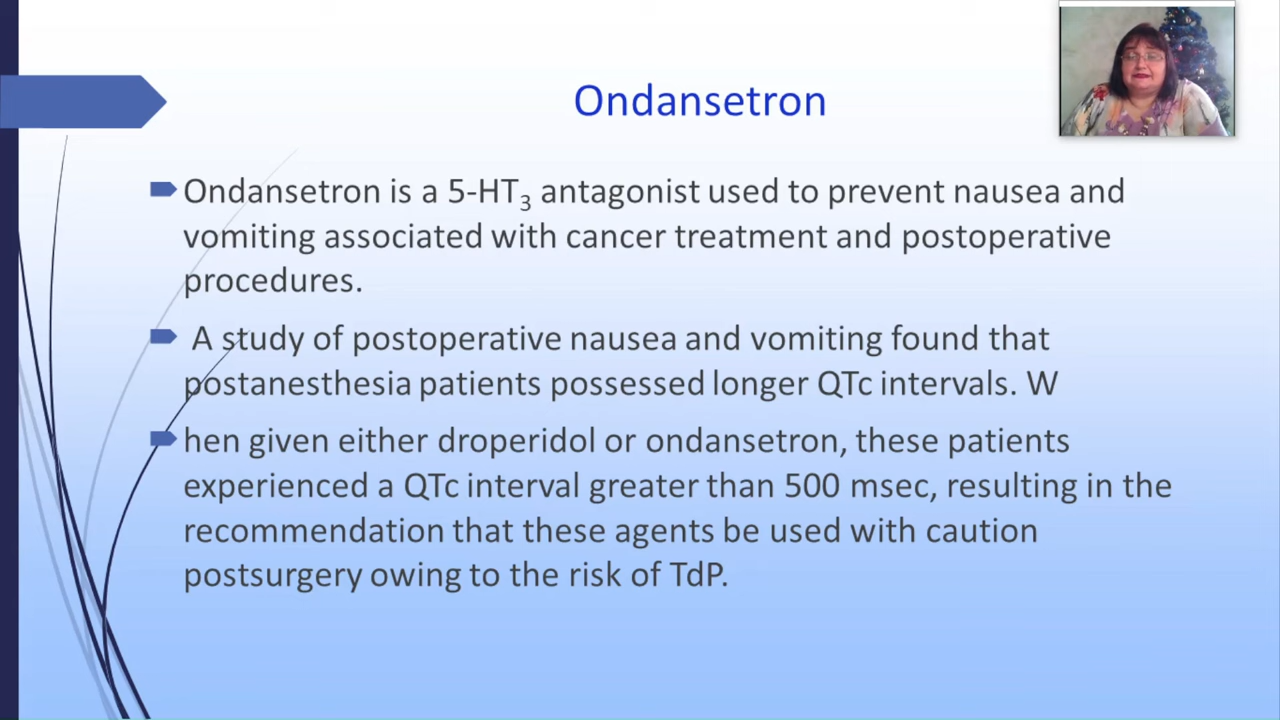 Ondansetron
Ondansetron is a 5-HT₃ antagonist used to prevent nausea and
vomiting associated with cancer treatment and postoperative
procedures.
A study of postoperative nausea and vomiting found that
postanesthesia patients possessed longer QTc intervals. W
hen given either droperidol or ondansetron, these patients
experienced a QTc interval greater than 500 msec, resulting in the
recommendation that these agents be used with caution
postsurgery owing to the risk of TdP.